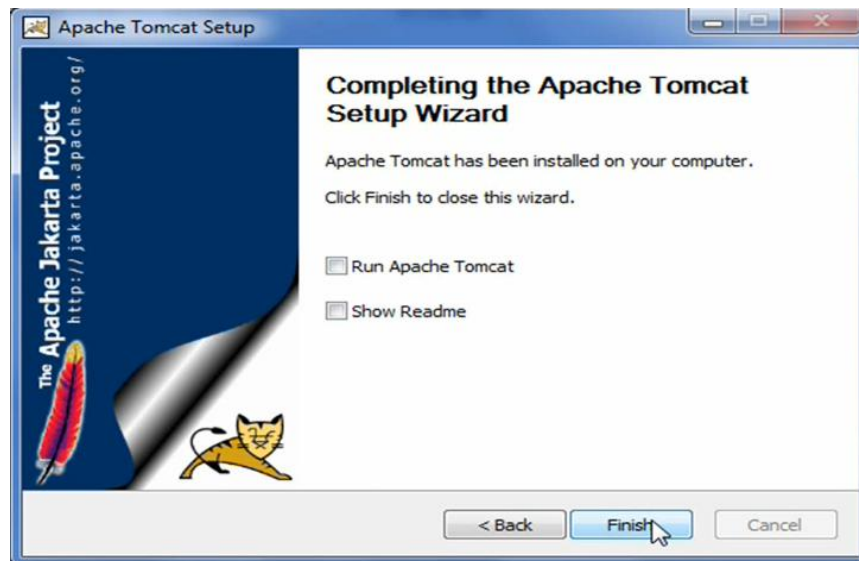 Apache Tomcat Setup
The Apache Jakarta Project
http://jakarta.apache.org/
Completing the Apache Tomcat
Setup Wizard
Apache Tomcat has been installed on your computer.
Click Finish to close this wizard.
Run Apache Tomcat
Show Readme
< Back
Finish
Cancel